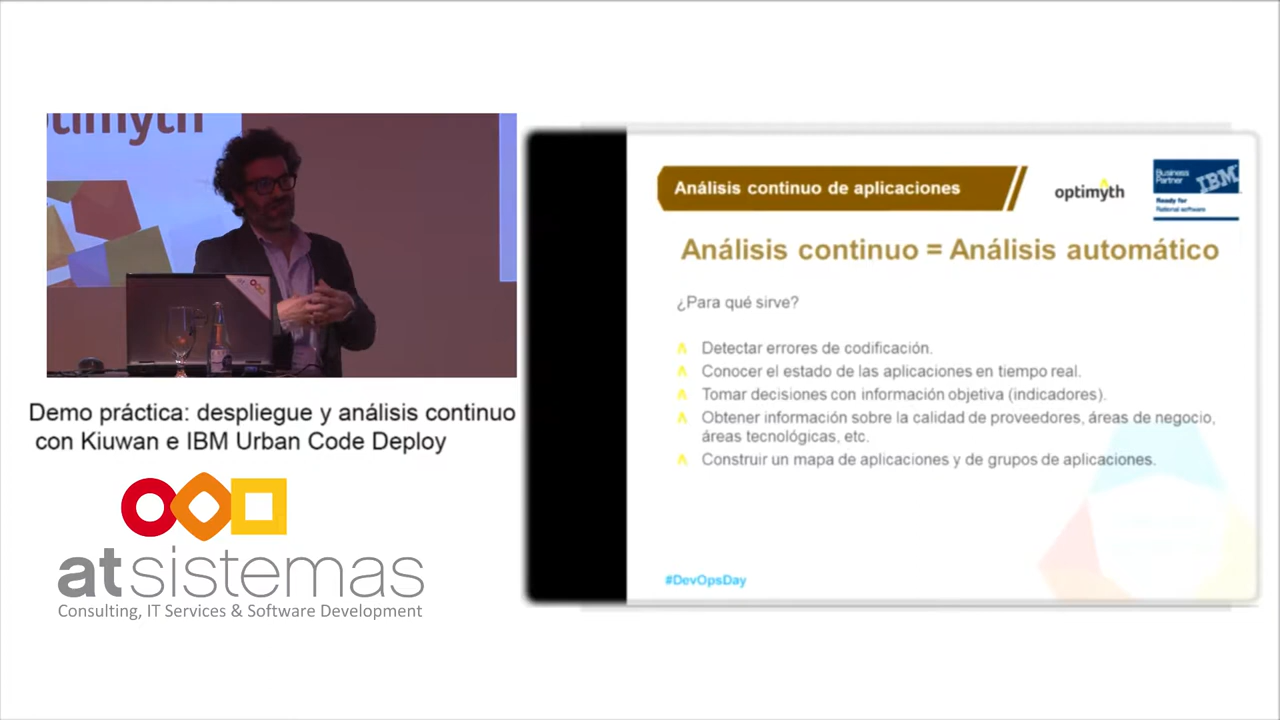 optimyth
Demo práctica: despliegue y análisis continuo
con Kiuwan e IBM Urban Code Deploy
atsistemas
Consulting, IT Services & Software Development
Análisis continuo de aplicaciones
optimyth
Business
Partner
IBM
Ready for
Rational software
Análisis continuo = Análisis automático
¿Para qué sirve?
Detectar errores de codificación.
Conocer el estado de las aplicaciones en tiempo real.
Tomar decisiones con información objetiva (indicadores).
Obtener información sobre la calidad de proveedores, áreas de negocio,
áreas tecnológicas, etc.
Construir un mapa de aplicaciones y de grupos de aplicaciones.
#DevOpsDay